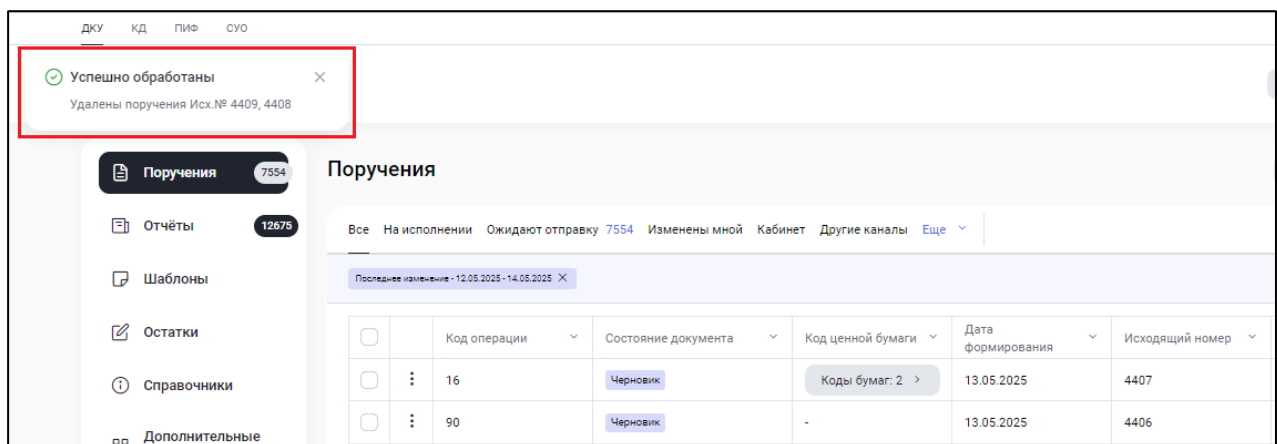 ДКУ КД ПИФ СУО
Успешно обработаны
Удалены поручения Исх.№ 4409, 4408
Поручения 7554
Отчёты 12675
Шаблоны
Остатки
Справочники
Дополнительные
Поручения
Все На исполнении Ожидают отправку 7554 Изменены мной Кабинет Другие каналы Еще
Последнее изменение - 12.05.2025 - 14.05.2025
Код операции Состояние документа Код ценной бумаги Дата формирования Исходящий номер
16 Черновик Коды бумаг: 2 13.05.2025 4407
90 Черновик - 13.05.2025 4406